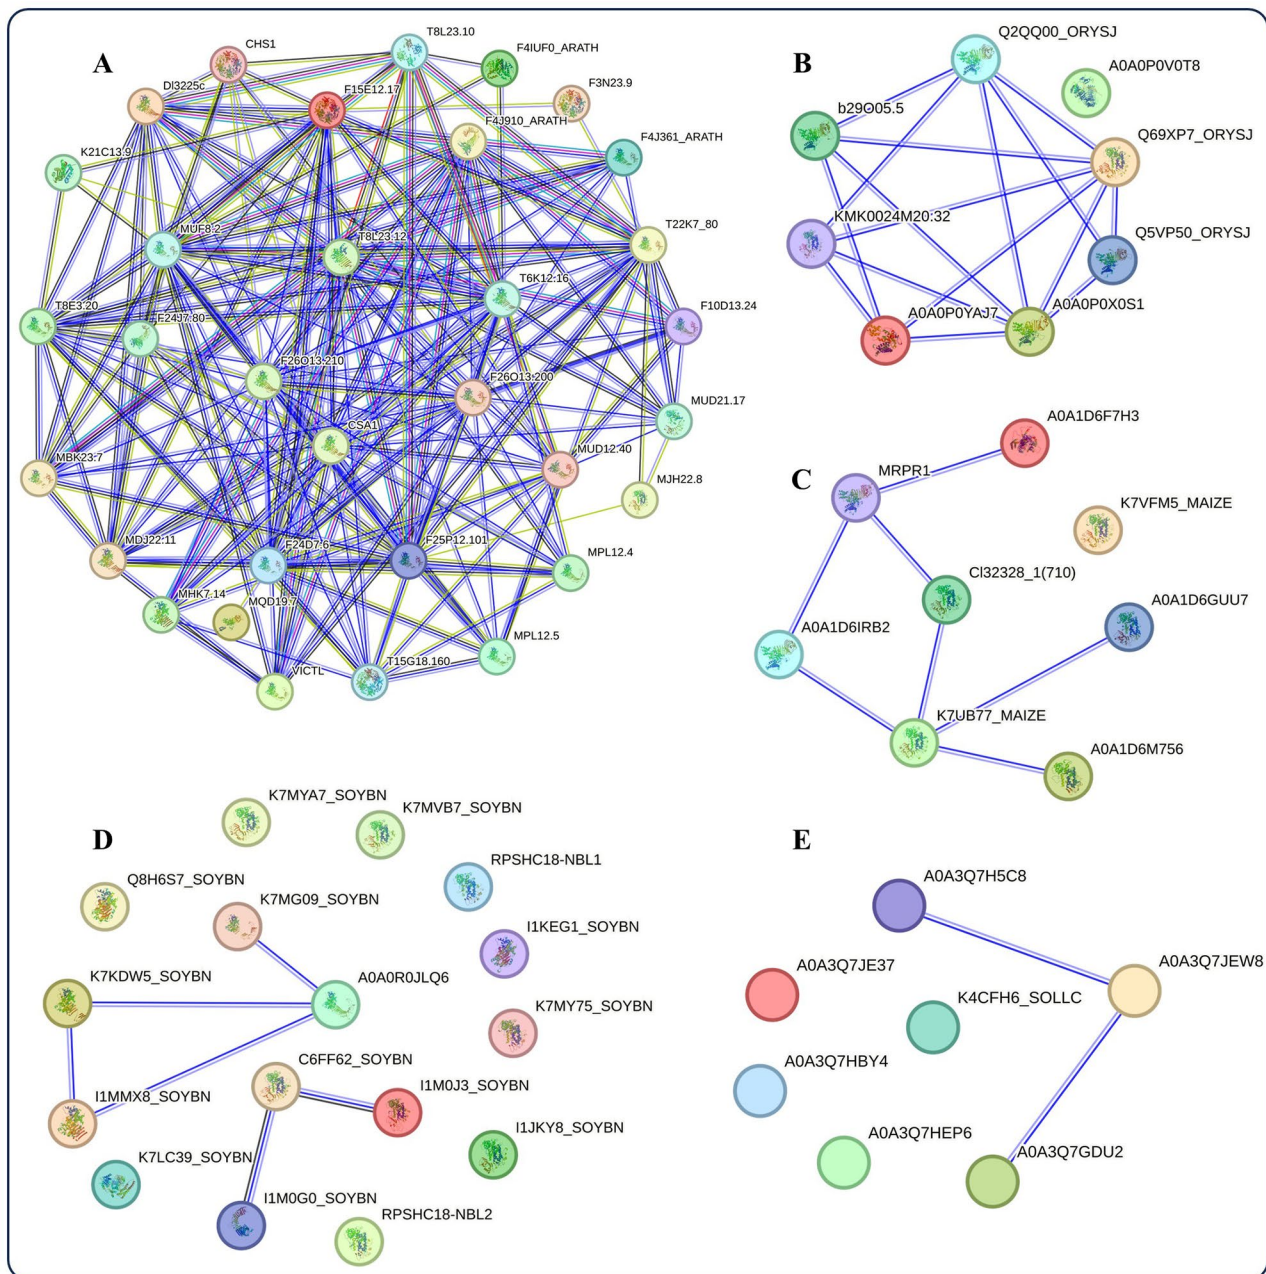 A
CHS1
T8L23.10
F4IUF0_ARATH
Dl3225c
F15E12.17
F3N23.9
F4J910_ARATH
F4J361_ARATH
K21C13.9
MUF8.2
T8L23.12
T22K7_80
T6K12.16
T8E3.20
F24J7.80
F10D13.24
F26O13.210
F26O13.200
MUD21.17
CSA1
MUD12.40
MBK23.7
MJH22.8
MDJ22.11
F24D7.6
F25P12.101
MPL12.4
MHK7.14
MQD19.7
MPL12.5
T15G18.160
VICTL
B
Q2QQ00_ORYSJ
A0A0P0V0T8
b29O05.5
Q69XP7_ORYSJ
KMK0024M20.32
Q5VP50_ORYSJ
A0A0P0YAJ7
A0A0P0X0S1
C
A0A1D6F7H3
MRPR1
K7VFM5_MAIZE
Cl32328_1(710)
A0A1D6GUU7
A0A1D6IRB2
K7UB77_MAIZE
A0A1D6M756
D
K7MYA7_SOYBN
K7MVB7_SOYBN
RPSHC18-NBL1
Q8H6S7_SOYBN
K7MG09_SOYBN
I1KEG1_SOYBN
K7KDW5_SOYBN
A0A0R0JLQ6
K7MY75_SOYBN
C6FF62_SOYBN
I1MMX8_SOYBN
I1M0J3_SOYBN
I1JKY8_SOYBN
K7LC39_SOYBN
I1M0G0_SOYBN
RPSHC18-NBL2
E
A0A3Q7H5C8
A0A3Q7JE37
A0A3Q7JEW8
K4CFH6_SOLLC
A0A3Q7HBY4
A0A3Q7HEP6
A0A3Q7GDU2